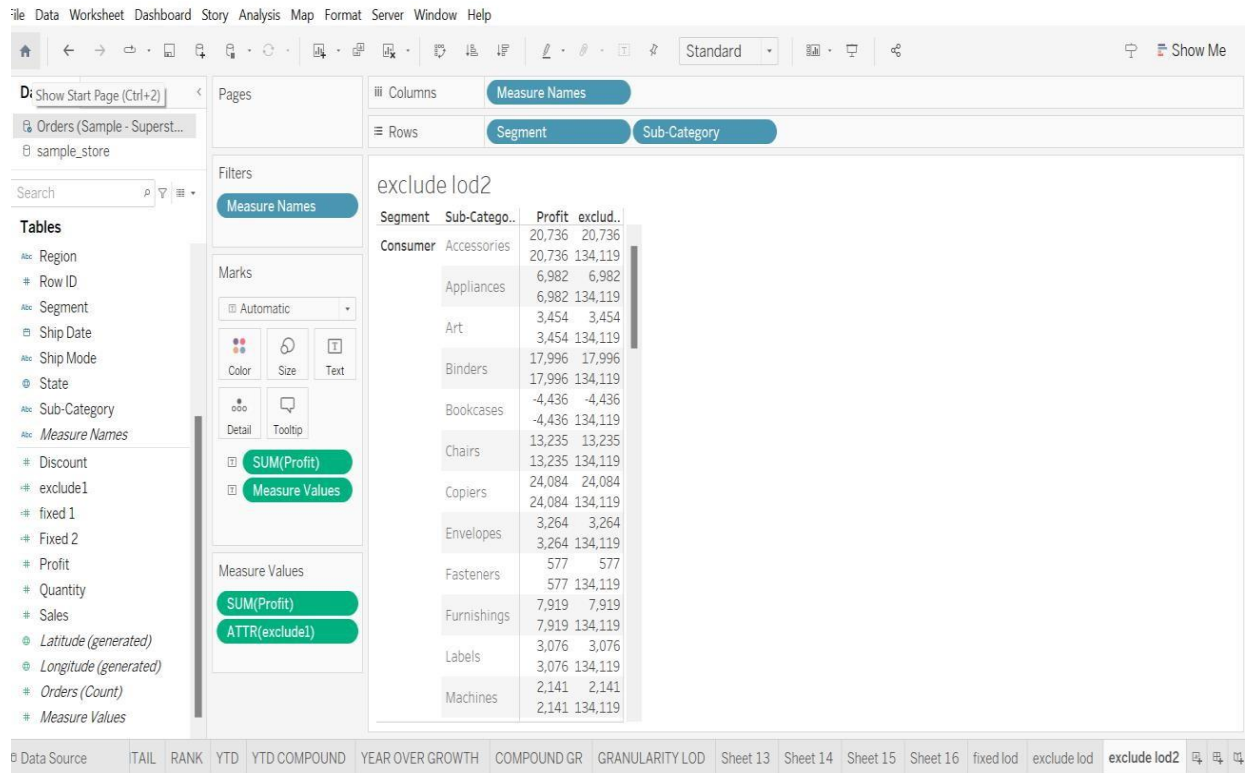 File Data Worksheet Dashboard Story Analysis Map Format Server Window Help
Standard
Show Me
Show Start Page (Ctrl+2)
Orders (Sample - Superst...
sample_store
Search
Tables
Abc Region
# Row ID
Abc Segment
Ship Date
Abc Ship Mode
State
Abc Sub-Category
Abc Measure Names
# Discount
=# exclude1
=# fixed 1
=# Fixed 2
# Profit
# Quantity
# Sales
Latitude (generated)
Longitude (generated)
# Orders (Count)
# Measure Values
Pages
Filters
Measure Names
Marks
Automatic
Color Size Text
Detail Tooltip
SUM(Profit)
Measure Values
Measure Values
SUM(Profit)
ATTR(exclude1)
iii Columns Measure Names
Rows Segment Sub-Category
exclude lod2
Segment Sub-Catego.. Profit exclud..
20,736 20,736
Consumer Accessories
20,736 134,119
6,982 6,982
Appliances
6,982 134,119
3,454 3,454
Art
3,454 134,119
17,996 17,996
Binders
17,996 134,119
-4,436 -4,436
Bookcases
-4,436 134,119
13,235 13,235
Chairs
13,235 134,119
24,084 24,084
Copiers
24,084 134,119
3,264 3,264
Envelopes
3,264 134,119
577 577
Fasteners
577 134,119
7,919 7,919
Furnishings
7,919 134,119
3,076 3,076
Labels
3,076 134,119
2,141 2,141
Machines
2,141 134,119
Data Source TAIL RANK YTD YTD COMPOUND YEAR OVER GROWTH COMPOUND GR GRANULARITY LOD Sheet 13 Sheet 14 Sheet 15 Sheet 16 fixed lod exclude lod exclude lod2